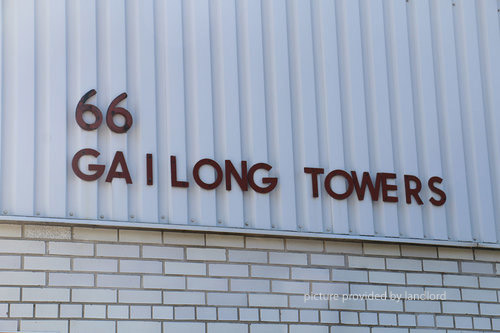 66
GAILONG TOWERS
picture provided by landlord